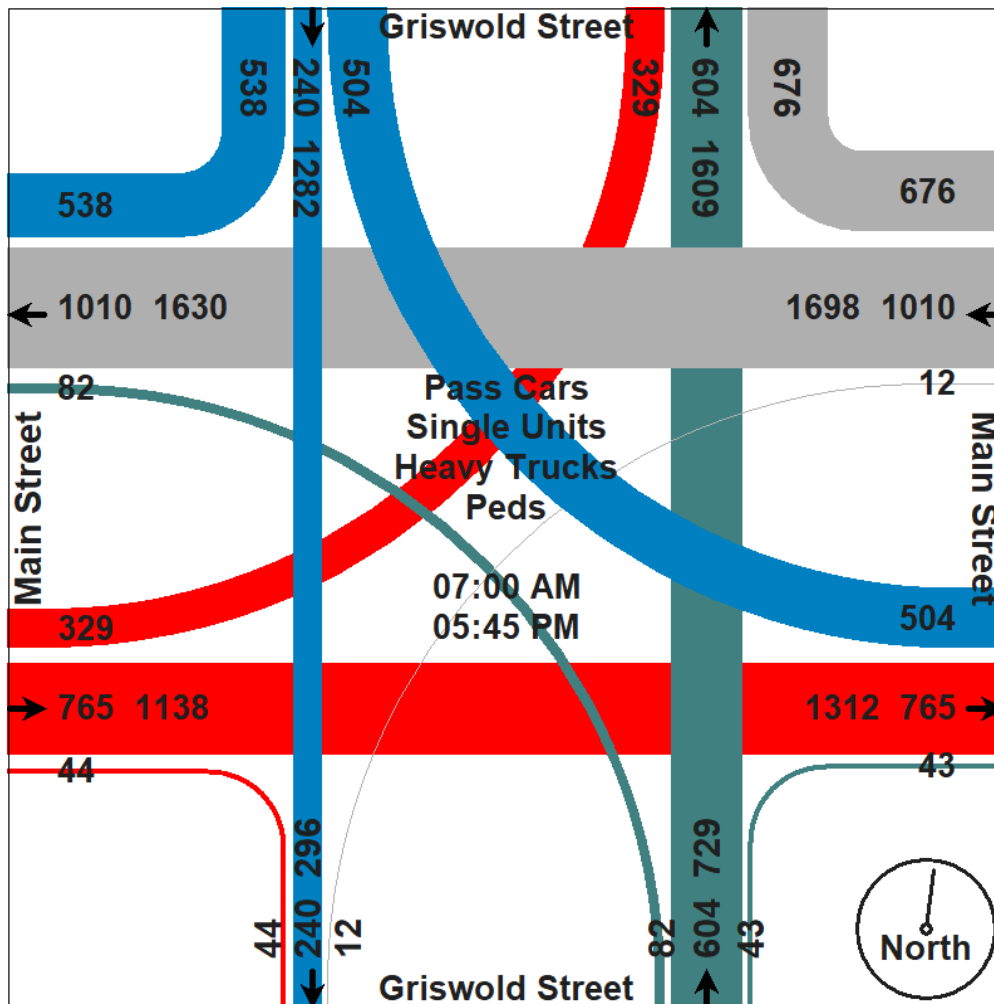 Griswold Street
538
240 1282
504
329
604 1609
676
538
676
1010 1630
1698 1010
82
12
Pass Cars
Single Units
Heavy Trucks
Peds
Main Street
Main Street
07:00 AM
05:45 PM
329
504
765 1138
1312 765
44
43
44
240 296
12
82
604 729
43
North
Griswold Street